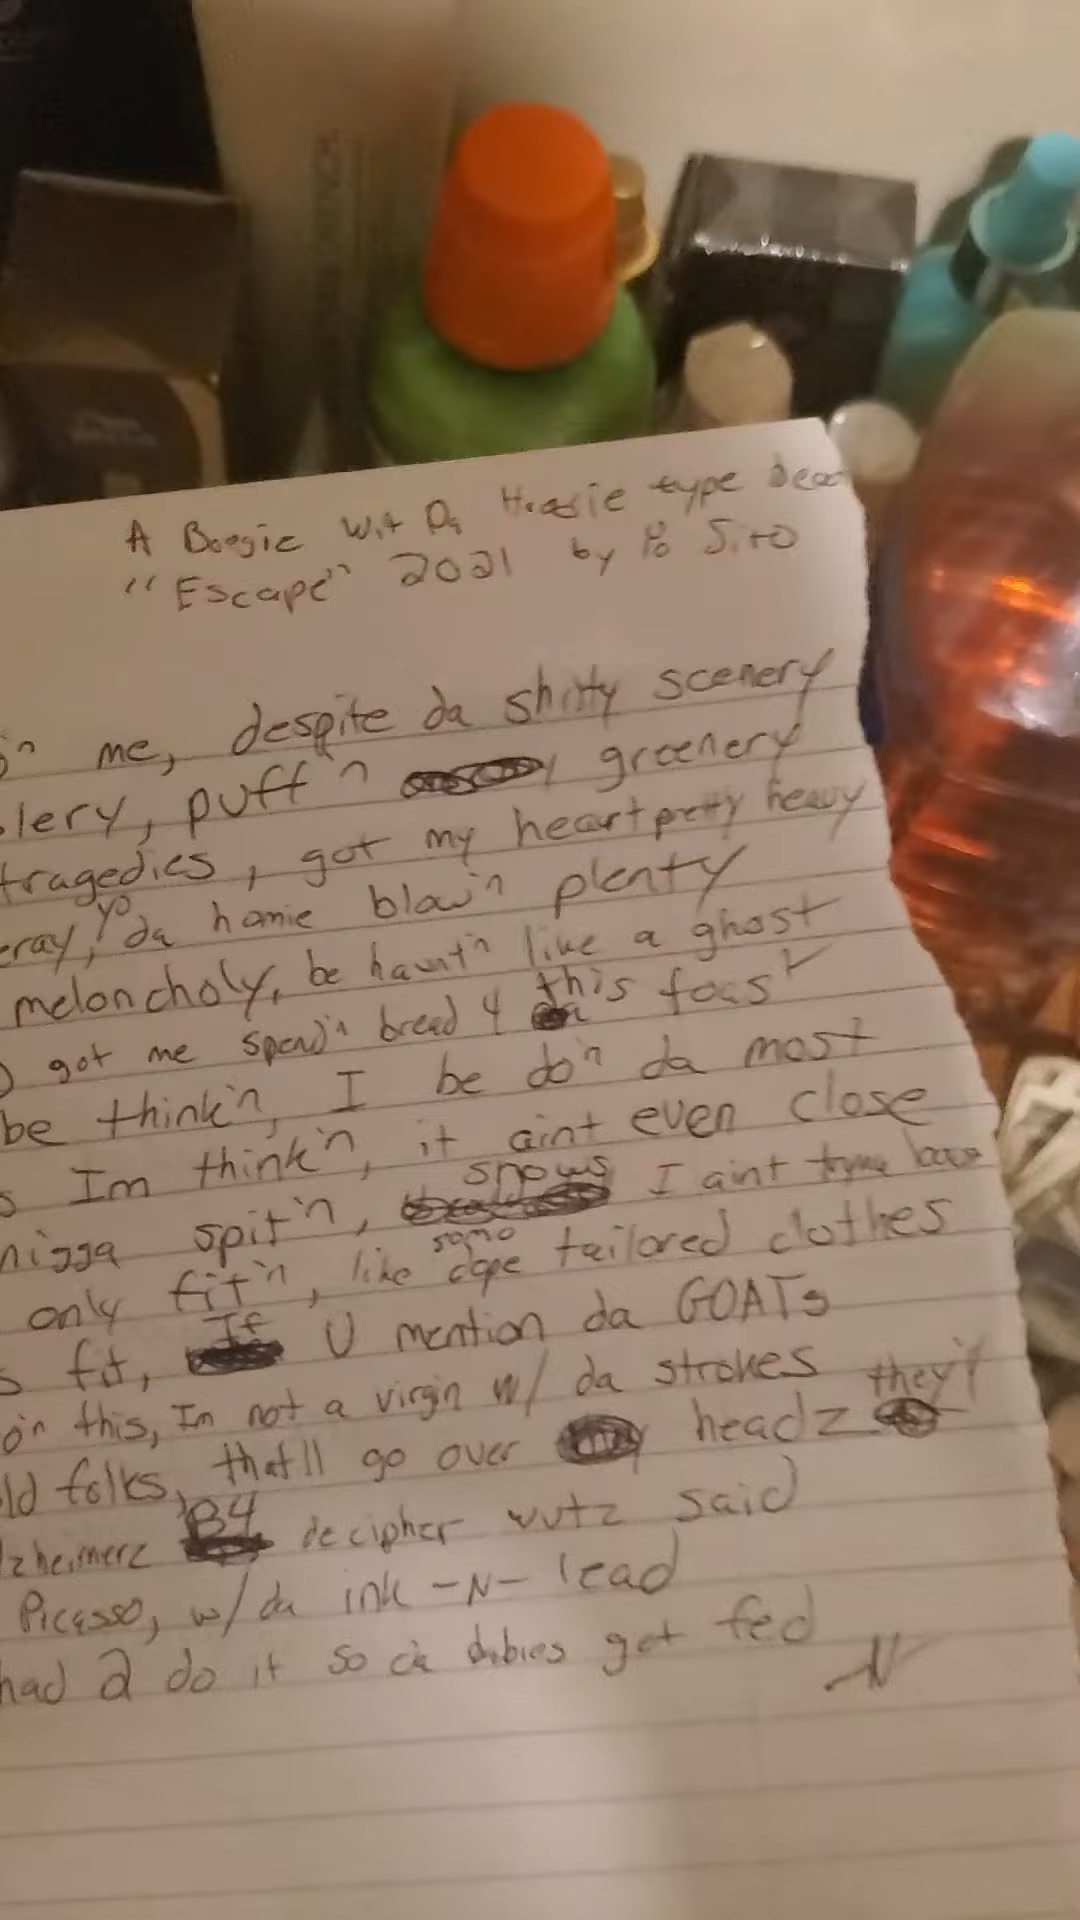 A Boogie Wit Da Hoodie type beat
"Escape" 2021 by Po Sito
me, despite da shitty scenery
lery, puff'n greenery
tragedies, got my heart pretty heavy
eray, yo da homie blow'n plenty
meloncholy, be haunt'n like a ghost
got me spend'n bread 4 this
be think'n, I be do'n da most
s Im think'n, it aint even close
nigga spit'n, shows I aint tryna
only fit'n, like some dope tailored clothes
s fit, If U mention da GOATs
on this, Im not a virgin w/ da strokes
ld folks, that'll go over headz they'll
zheimerz B4 decipher wutz said
Picasso, w/ da ink -N- lead
had 2 do it so da babies get fed
N